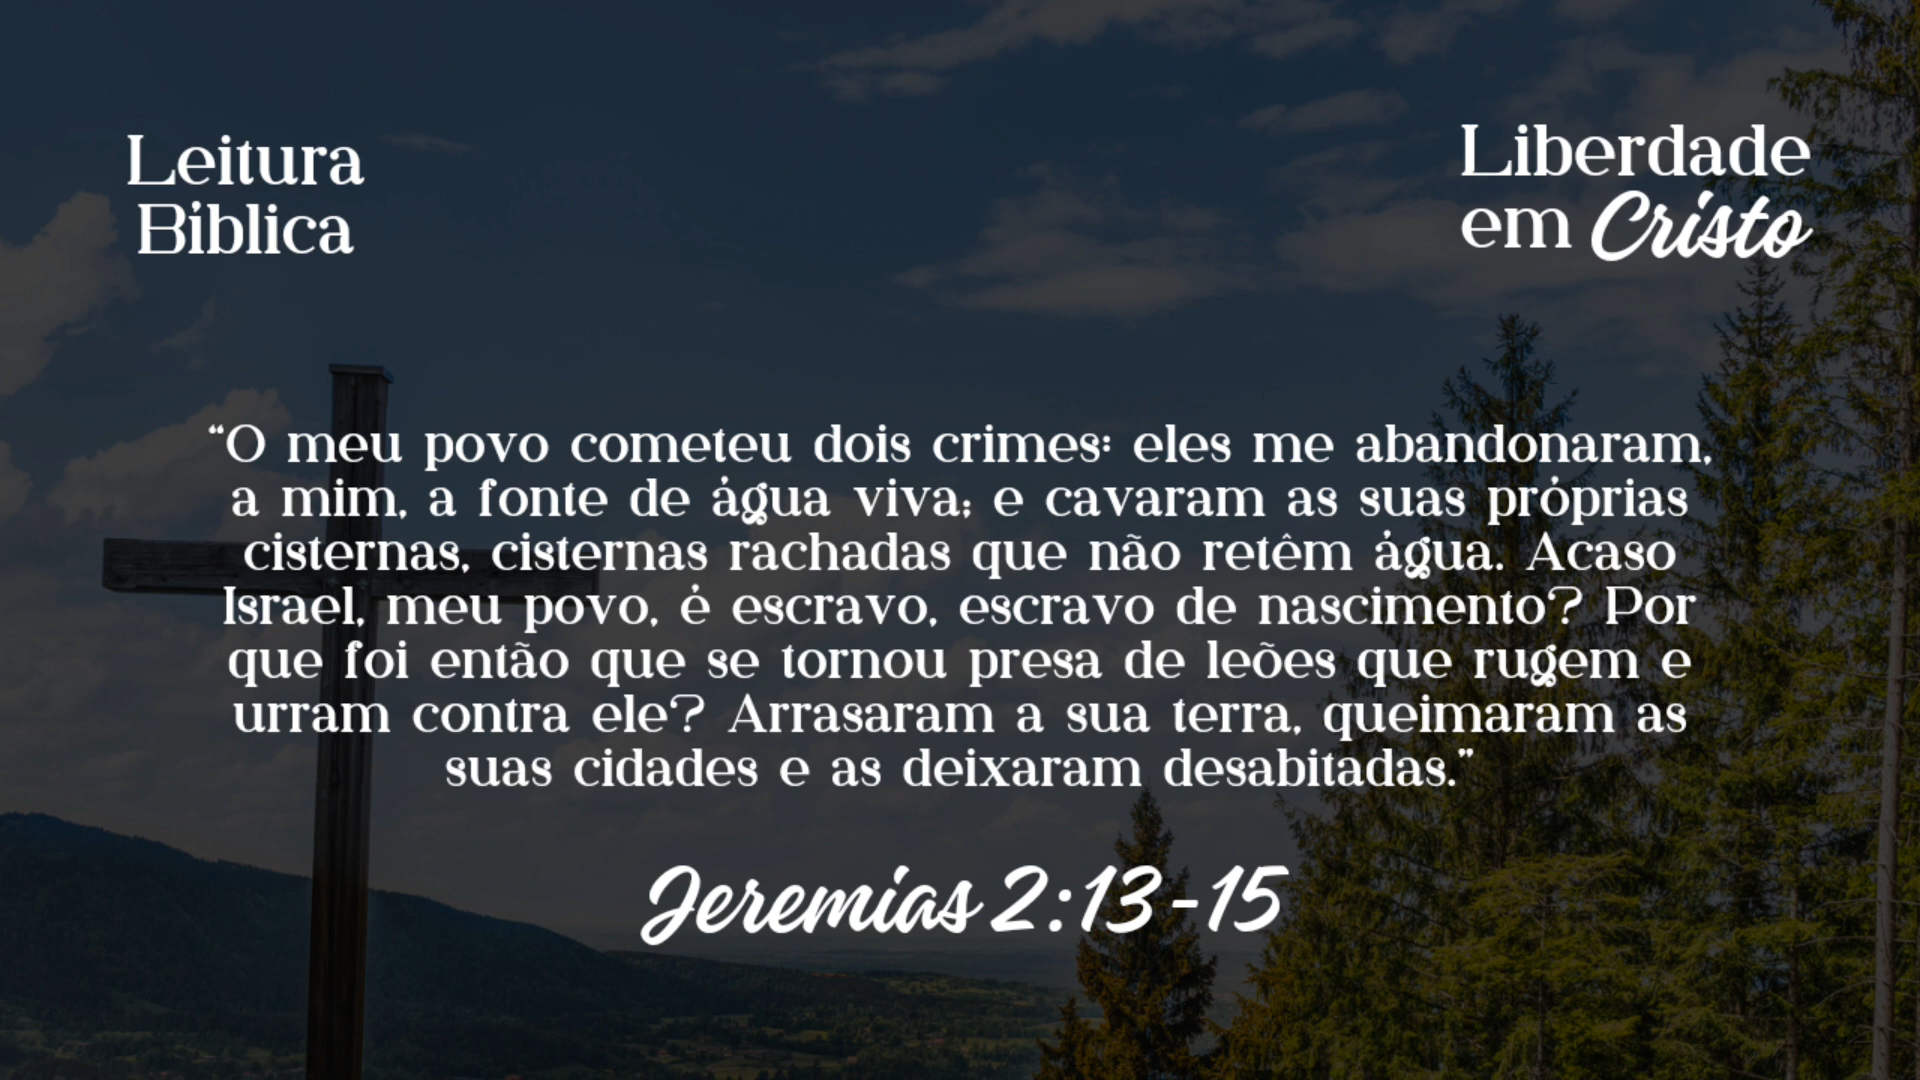 Leitura
Bíblica
Liberdade
em Cristo
“O meu povo cometeu dois crimes: eles me abandonaram,
a mim, a fonte de água viva; e cavaram as suas próprias
cisternas, cisternas rachadas que não retêm água. Acaso
Israel, meu povo, é escravo, escravo de nascimento? Por
que foi então que se tornou presa de leões que rugem e
urram contra ele? Arrasaram a sua terra, queimaram as
suas cidades e as deixaram desabitadas.”
Jeremias 2:13-15